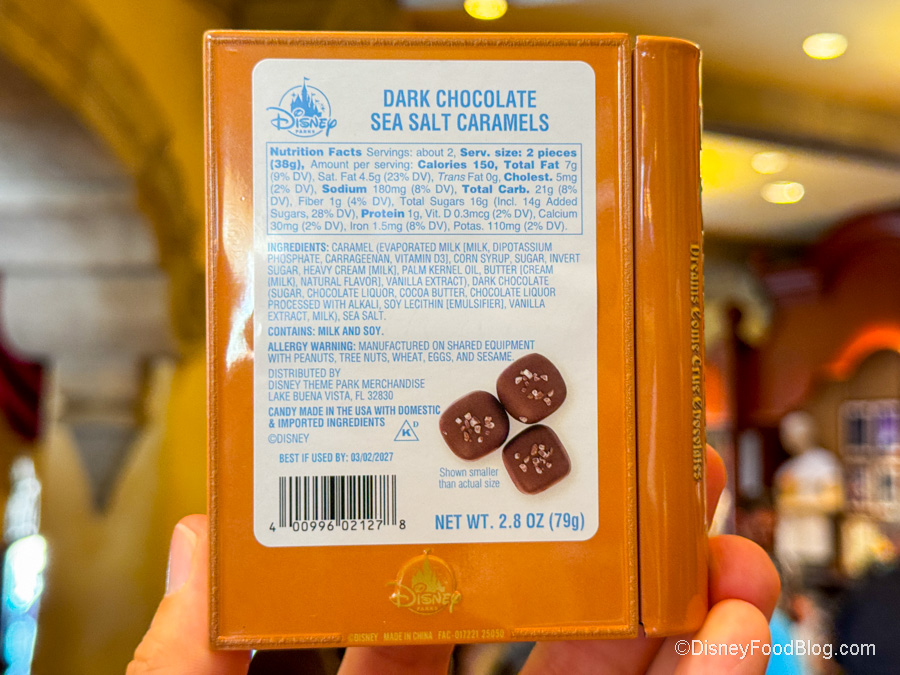 Disney
PARKS
DARK CHOCOLATE
SEA SALT CARAMELS
Nutrition Facts Servings: about 2, Serv. size: 2 pieces
(38g), Amount per serving: Calories 150, Total Fat 7g
(9% DV), Sat. Fat 4.5g (23% DV), Trans Fat 0g, Cholest. 5mg
(2% DV), Sodium 180mg (8% DV), Total Carb. 21g (8%
DV), Fiber 1g (4% DV), Total Sugars 16g (Incl. 14g Added
Sugars, 28% DV), Protein 1g, Vit. D 0.3mcg (2% DV), Calcium
30mg (2% DV), Iron 1.5mg (8% DV), Potas. 110mg (2% DV).
INGREDIENTS: CARAMEL (EVAPORATED MILK [MILK, DIPOTASSIUM
PHOSPHATE, CARRAGEENAN, VITAMIN D3], CORN SYRUP, SUGAR, INVERT
SUGAR, HEAVY CREAM [MILK], PALM KERNEL OIL, BUTTER [CREAM
(MILK), NATURAL FLAVOR], VANILLA EXTRACT), DARK CHOCOLATE
(SUGAR, CHOCOLATE LIQUOR, COCOA BUTTER, CHOCOLATE LIQUOR
PROCESSED WITH ALKALI, SOY LECITHIN [EMULSIFIER], VANILLA
EXTRACT, MILK), SEA SALT.
CONTAINS: MILK AND SOY.
ALLERGY WARNING: MANUFACTURED ON SHARED EQUIPMENT
WITH PEANUTS, TREE NUTS, WHEAT, EGGS, AND SESAME.
DISTRIBUTED BY
DISNEY THEME PARK MERCHANDISE
LAKE BUENA VISTA, FL 32830
CANDY MADE IN THE USA WITH DOMESTIC
& IMPORTED INGREDIENTS
K D
©DISNEY
BEST IF USED BY: 03/02/2027
Shown smaller
than actual size
4 00996 02127 8
NET WT. 2.8 OZ (79g)
Disney
PARKS
©DISNEY MADE IN CHINA FAC-017221 25050
Dreams Come True Chocolates
©DisneyFoodBlog.com